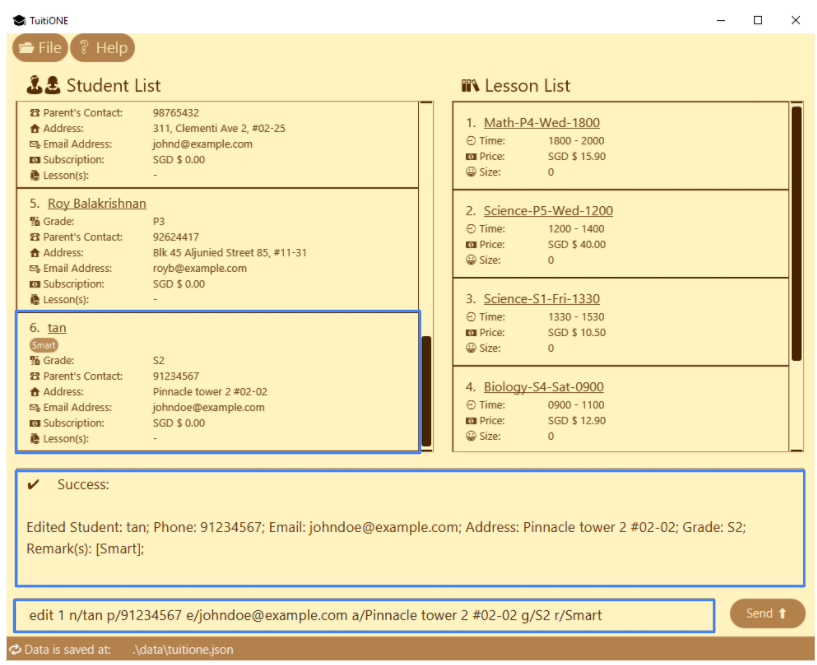 TuitiONE
File Help
Student List
Parent's Contact: 98765432
Address: 311, Clementi Ave 2, #02-25
Email Address: johnd@example.com
Subscription: SGD $ 0.00
Lesson(s): -
5. Roy Balakrishnan
Grade: P3
Parent's Contact: 92624417
Address: Blk 45 Aljunied Street 85, #11-31
Email Address: royb@example.com
Subscription: SGD $ 0.00
Lesson(s): -
6. tan
Smart
Grade: S2
Parent's Contact: 91234567
Address: Pinnacle tower 2 #02-02
Email Address: johndoe@example.com
Subscription: SGD $ 0.00
Lesson(s): -
Lesson List
1. Math-P4-Wed-1800
Time: 1800 - 2000
Price: SGD $ 15.90
Size: 0
2. Science-P5-Wed-1200
Time: 1200 - 1400
Price: SGD $ 40.00
Size: 0
3. Science-S1-Fri-1330
Time: 1330 - 1530
Price: SGD $ 10.50
Size: 0
4. Biology-S4-Sat-0900
Time: 0900 - 1100
Price: SGD $ 12.90
Size: 0
✔ Success:
Edited Student: tan; Phone: 91234567; Email: johndoe@example.com; Address: Pinnacle tower 2 #02-02; Grade: S2;
Remark(s): [Smart];
edit 1 n/tan p/91234567 e/johndoe@example.com a/Pinnacle tower 2 #02-02 g/S2 r/Smart
Send
Data is saved at: .\data\tuitione.json